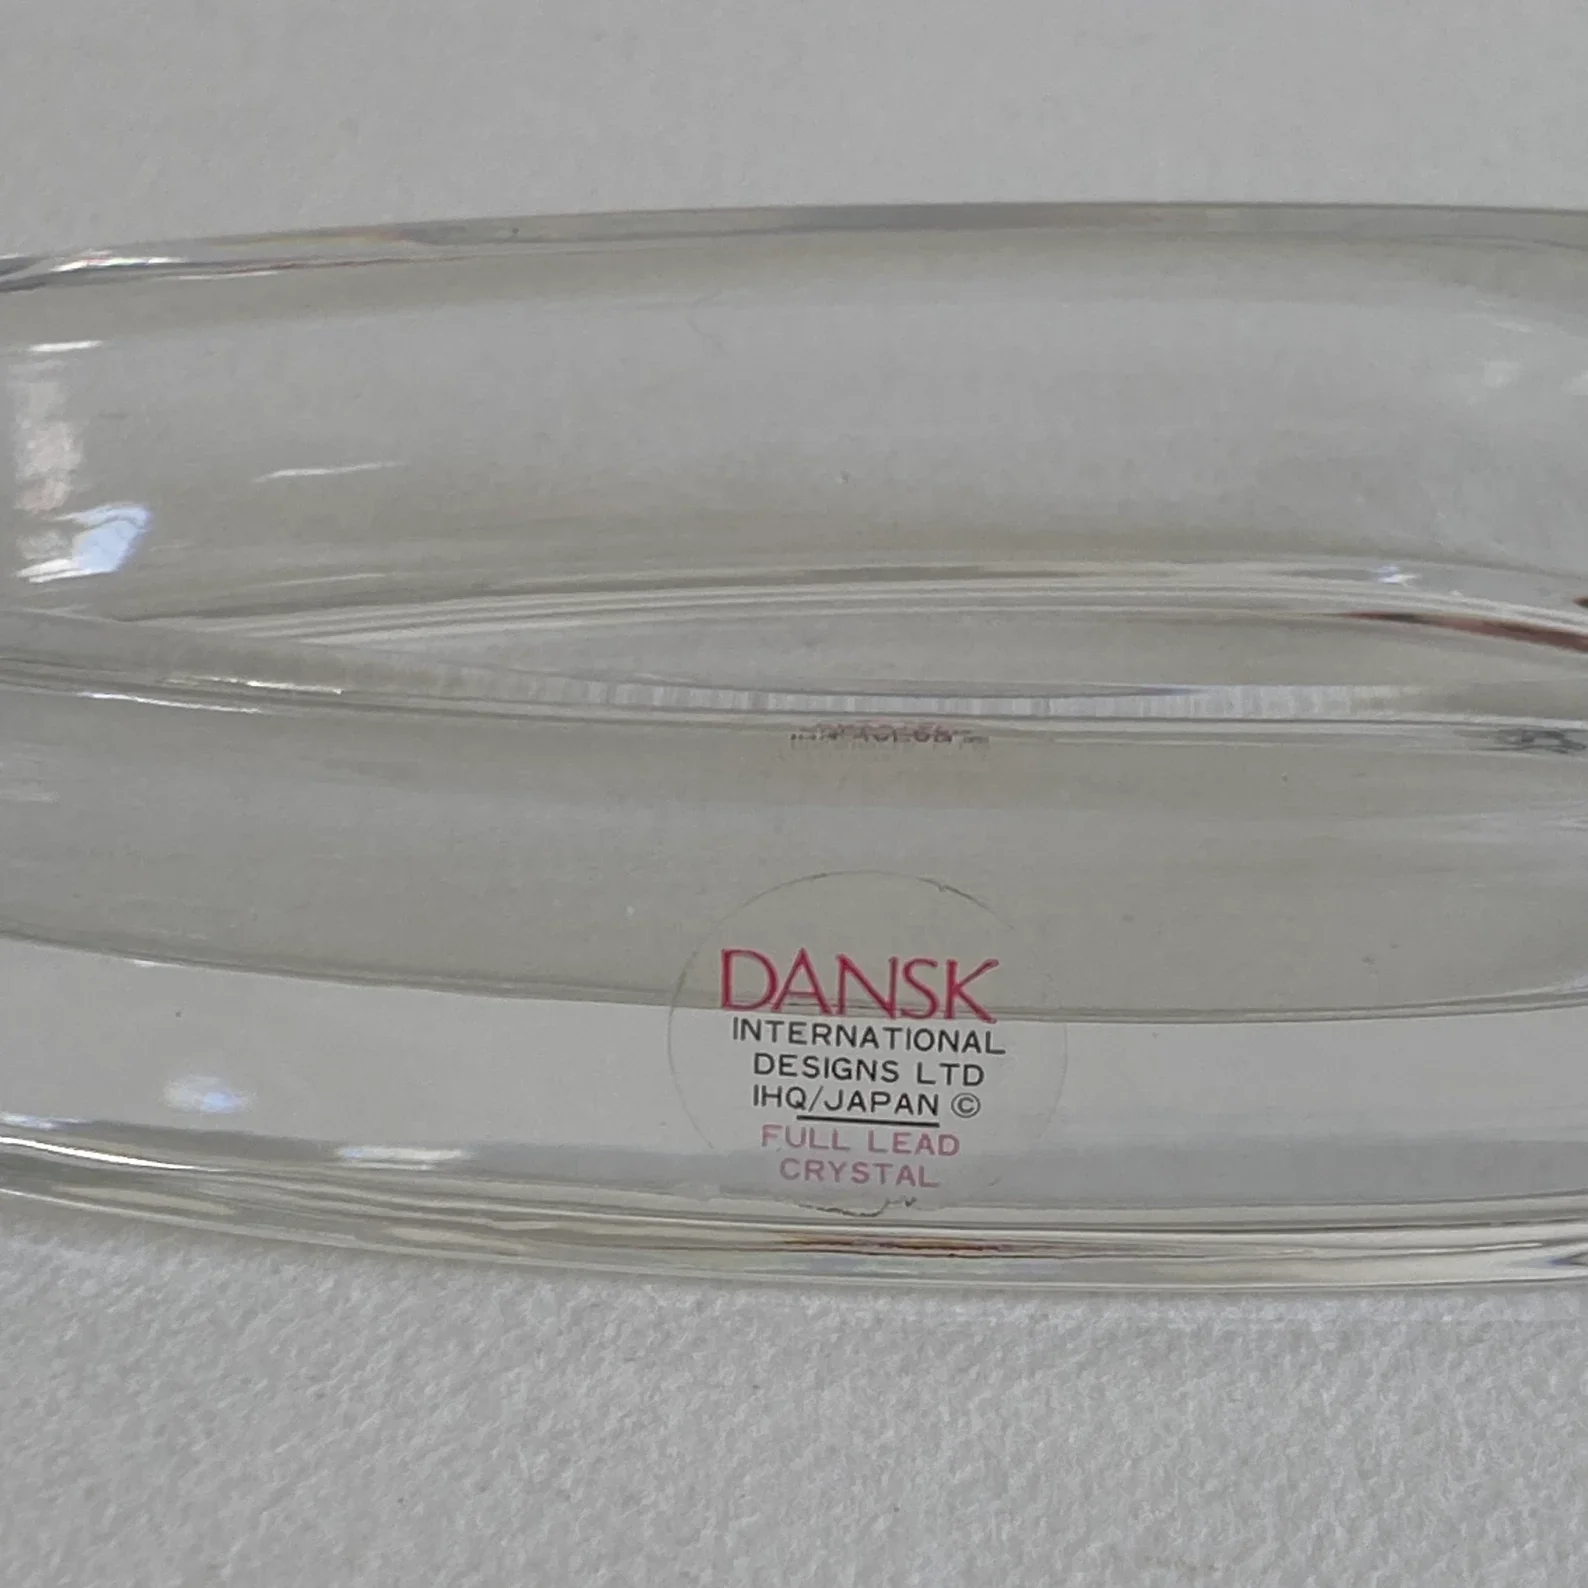 DANSK
INTERNATIONAL
DESIGNS LTD
IHQ/JAPAN ©
FULL LEAD
CRYSTAL